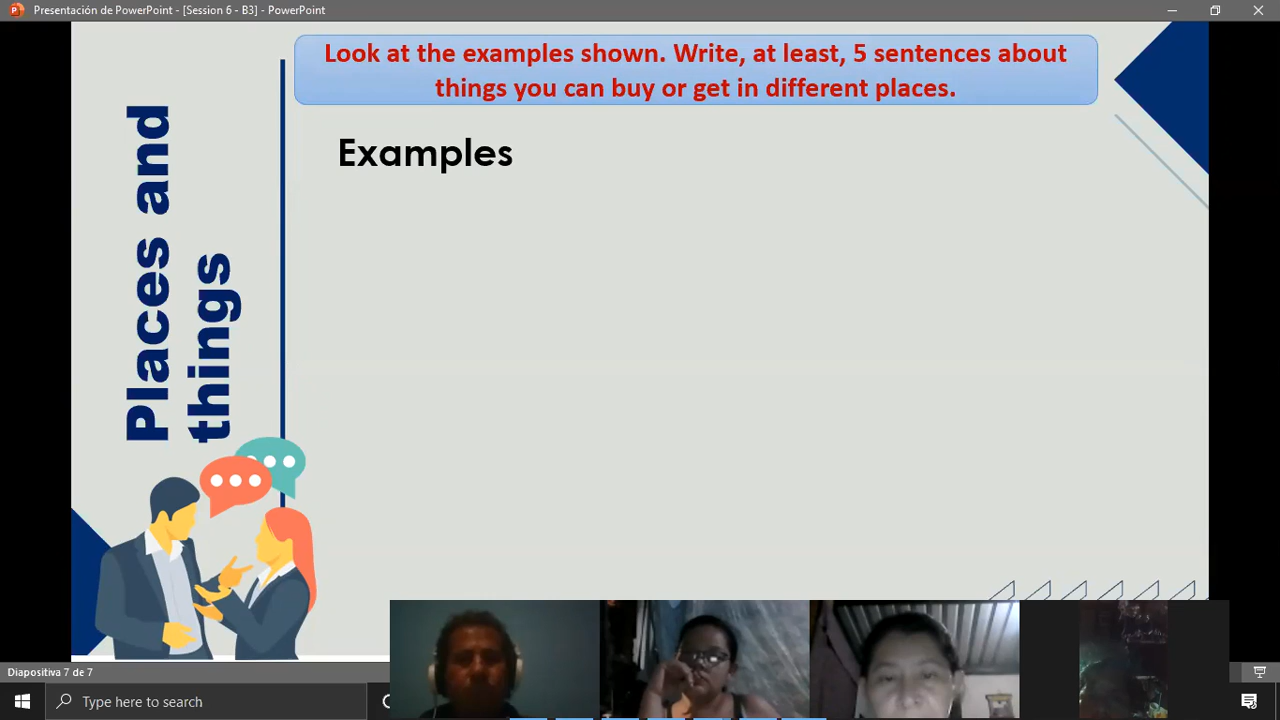 Presentación de PowerPoint - [Session 6 - B3] - PowerPoint
Look at the examples shown. Write, at least, 5 sentences about
things you can buy or get in different places.
Examples
Places and
things
Diapositiva 7 de 7
Type here to search